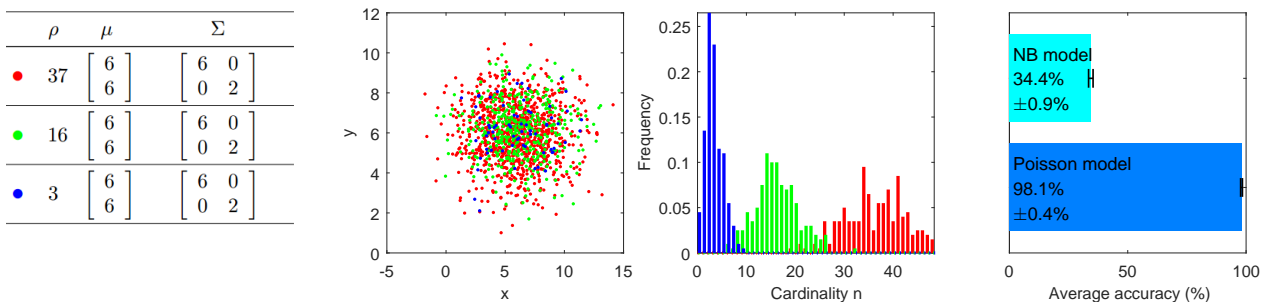 ρ μ Σ
37 [ 6 6 ] [ 6 0 0 2 ]
16 [ 6 6 ] [ 6 0 0 2 ]
3 [ 6 6 ] [ 6 0 0 2 ]
12
10
8
6
4
2
0
y
-5 0 5 10 15
x
0.25
0.2
0.15
0.1
0.05
0
Frequency
0 10 20 30 40
Cardinality n
NB model
34.4%
±0.9%
Poisson model
98.1%
±0.4%
0 50 100
Average accuracy (%)